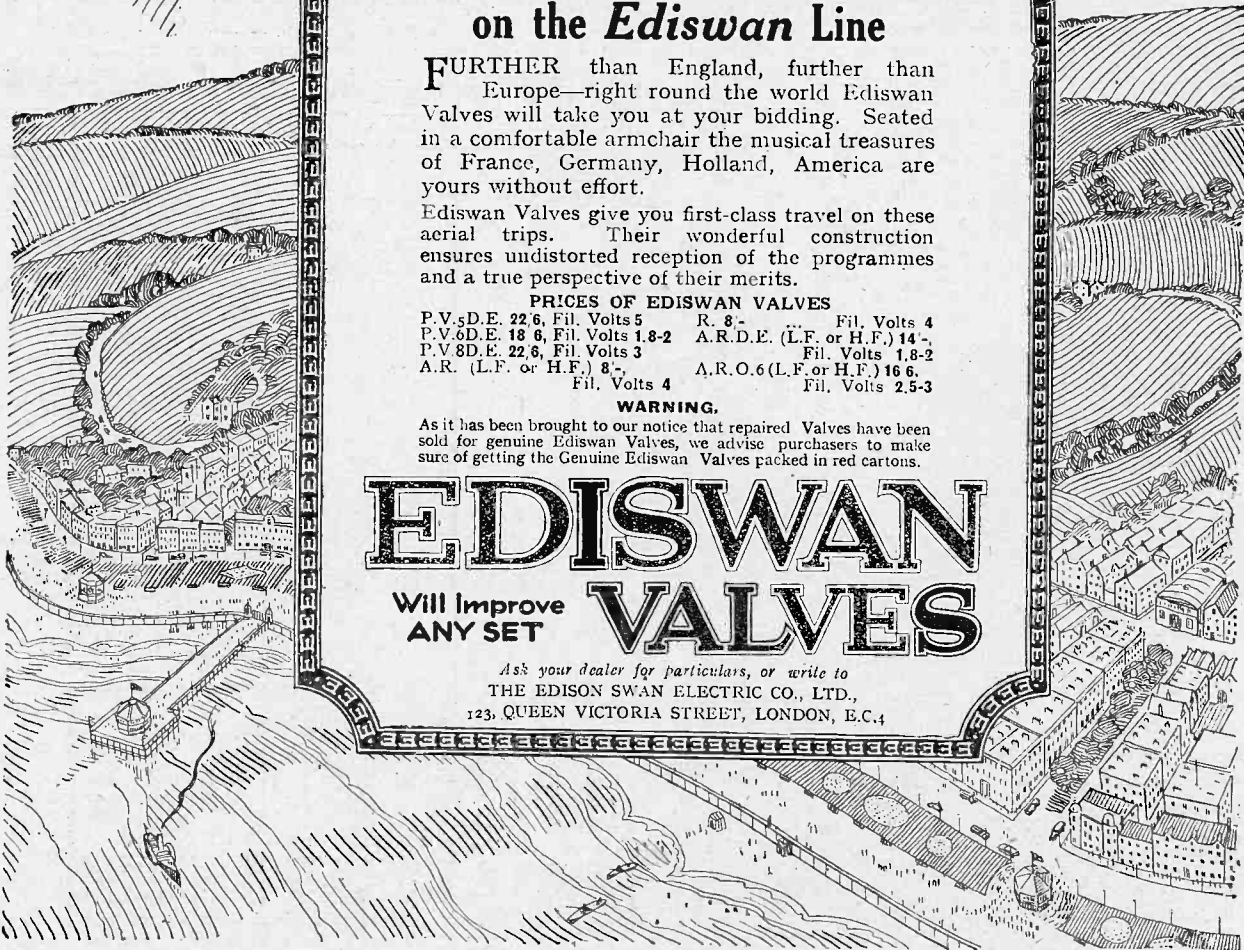 on the Ediswan Line
FURTHER than England, further than
Europe—right round the world Ediswan
Valves will take you at your bidding. Seated
in a comfortable armchair the musical treasures
of France, Germany, Holland, America are
yours without effort.
Ediswan Valves give you first-class travel on these
aerial trips. Their wonderful construction
ensures undistorted reception of the programmes
and a true perspective of their merits.
PRICES OF EDISWAN VALVES
P.V.5D.E. 22/6, Fil. Volts 5
P.V.6D.E. 18/6, Fil. Volts 1.8-2
P.V.8D.E. 22/6, Fil. Volts 3
A.R. (L.F. or H.F.) 8/-,
Fil. Volts 4
R. 8/- ... Fil. Volts 4
A.R.D.E. (L.F. or H.F.) 14/-,
Fil. Volts 1.8-2
A.R.O.6 (L.F. or H.F.) 16/6,
Fil. Volts 2.5-3
WARNING.
As it has been brought to our notice that repaired Valves have been
sold for genuine Ediswan Valves, we advise purchasers to make
sure of getting the Genuine Ediswan Valves packed in red cartons.
EDISWAN
VALVES
Will Improve
ANY SET
Ask your dealer for particulars, or write to
THE EDISON SWAN ELECTRIC CO., LTD.,
123, QUEEN VICTORIA STREET, LONDON, E.C.4